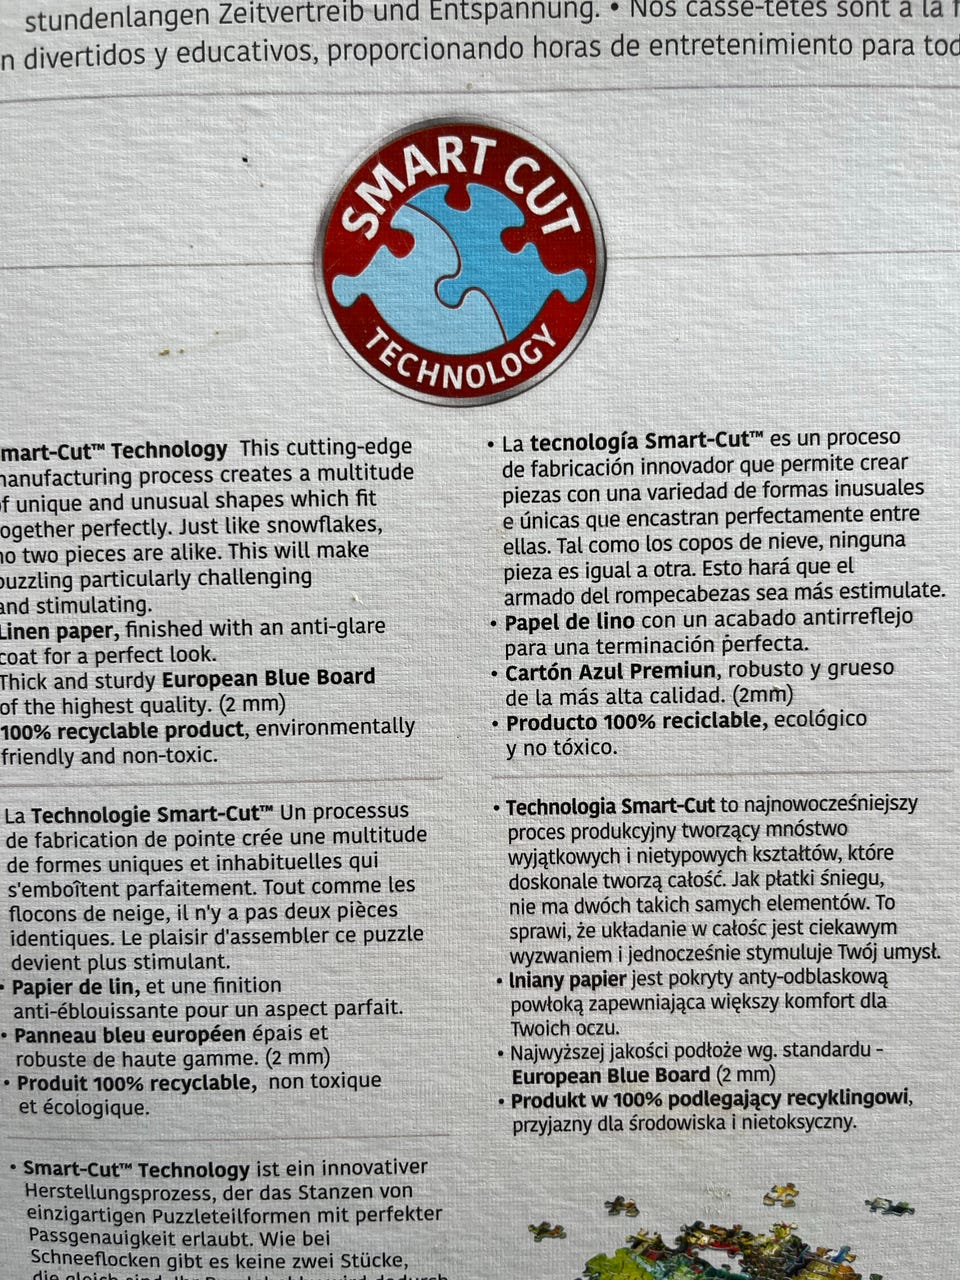 stundenlangen Zeitvertreib und Entspannung. • Nos casse-têtes sont à la
divertidos y educativos, proporcionando horas de entretenimiento para
SMART CUT
TECHNOLOGY
Smart-Cut™ Technology This cutting-edge
manufacturing process creates a multitude
of unique and unusual shapes which fit
together perfectly. Just like snowflakes,
no two pieces are alike. This will make
puzzling particularly challenging
and stimulating.
Linen paper, finished with an anti-glare
coat for a perfect look.
Thick and sturdy European Blue Board
of the highest quality. (2 mm)
100% recyclable product, environmentally
friendly and non-toxic.
• La tecnología Smart-Cut™ es un proceso
de fabricación innovador que permite crear
piezas con una variedad de formas inusuales
e únicas que encastran perfectamente entre
ellas. Tal como los copos de nieve, ninguna
pieza es igual a otra. Esto hará que el
armado del rompecabezas sea más estimulate.
• Papel de lino con un acabado antirreflejo
para una terminación perfecta.
• Cartón Azul Premiun, robusto y grueso
de la más alta calidad. (2mm)
• Producto 100% reciclable, ecológico
y no tóxico.
La Technologie Smart-Cut™ Un processus
de fabrication de pointe crée une multitude
de formes uniques et inhabituelles qui
s'emboîtent parfaitement. Tout comme les
flocons de neige, il n'y a pas deux pièces
identiques. Le plaisir d'assembler ce puzzle
devient plus stimulant.
• Papier de lin, et une finition
anti-éblouissante pour un aspect parfait.
• Panneau bleu européen épais et
robuste de haute gamme. (2 mm)
• Produit 100% recyclable, non toxique
et écologique.
• Technologia Smart-Cut to najnowocześniejszy
proces produkcyjny tworzący mnóstwo
wyjątkowych i nietypowych kształtów, które
doskonale tworzą całość. Jak płatki śniegu,
nie ma dwóch takich samych elementów. To
sprawi, że układanie w całośc jest ciekawym
wyzwaniem i jednocześnie stymuluje Twój umysł.
• lniany papier jest pokryty anty-odblaskową
powłoką zapewniająca większy komfort dla
Twoich oczu.
• Najwyższej jakości podłoże wg. standardu -
European Blue Board (2 mm)
• Produkt w 100% podlegający recyklingowi,
przyjazny dla środowiska i nietoksyczny.
• Smart-Cut™ Technology ist ein innovativer
Herstellungsprozess, der das Stanzen von
einzigartigen Puzzleteilformen mit perfekter
Passgenauigkeit erlaubt. Wie bei
Schneeflocken gibt es keine zwei Stücke,